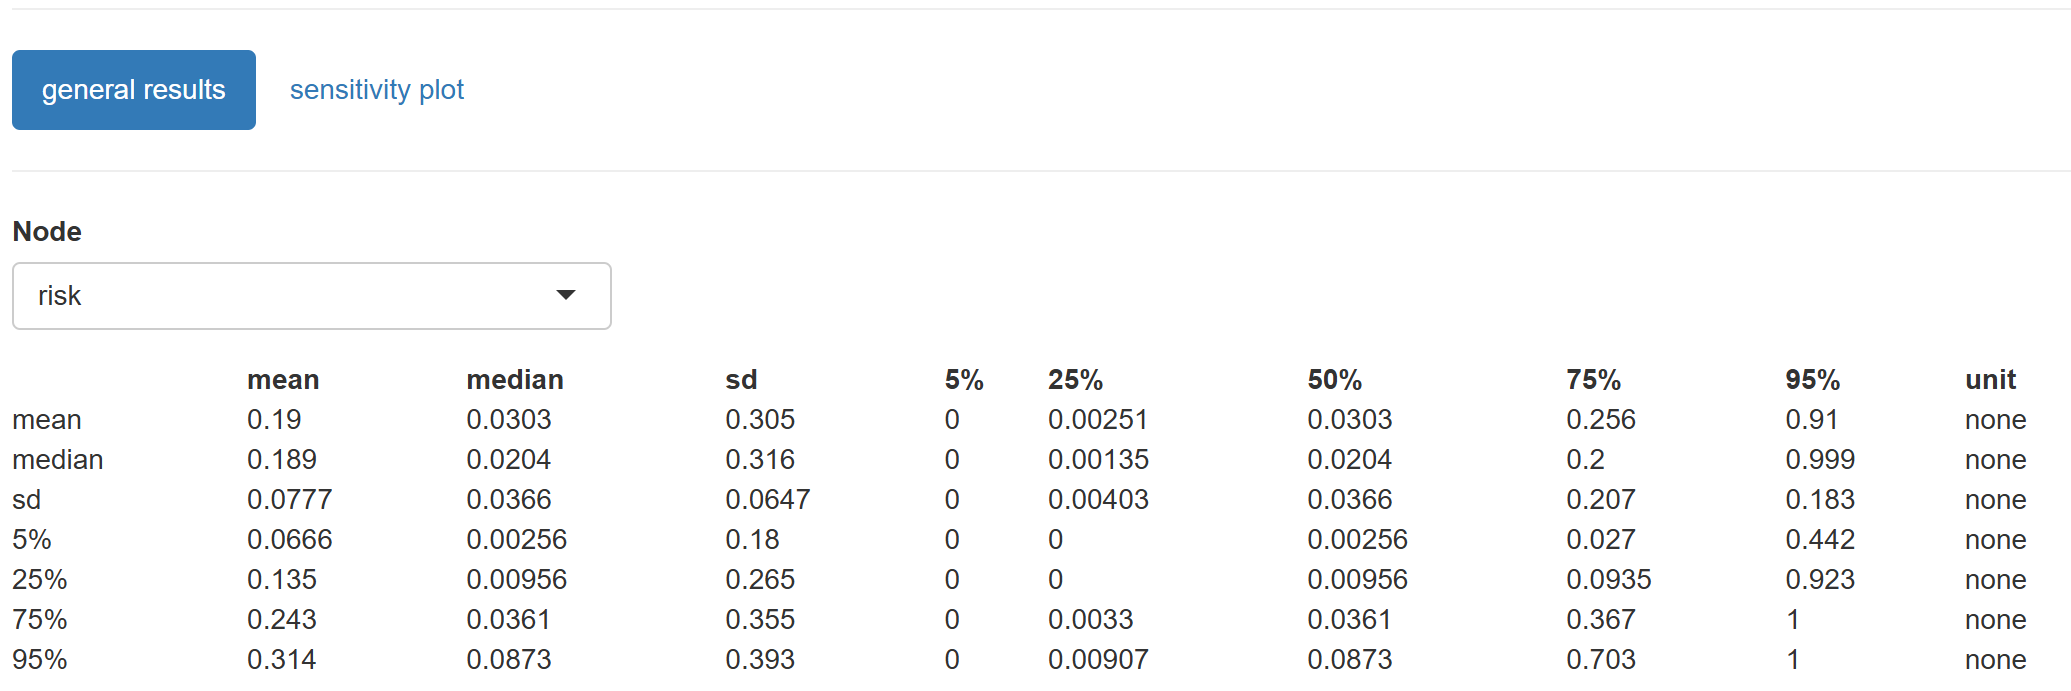 general results sensitivity plot
Node
risk
mean median sd 5% 25% 50% 75% 95% unit
mean 0.19 0.0303 0.305 0 0.00251 0.0303 0.256 0.91 none
median 0.189 0.0204 0.316 0 0.00135 0.0204 0.2 0.999 none
sd 0.0777 0.0366 0.0647 0 0.00403 0.0366 0.207 0.183 none
5% 0.0666 0.00256 0.18 0 0 0.00256 0.027 0.442 none
25% 0.135 0.00956 0.265 0 0 0.00956 0.0935 0.923 none
75% 0.243 0.0361 0.355 0 0.0033 0.0361 0.367 1 none
95% 0.314 0.0873 0.393 0 0.00907 0.0873 0.703 1 none